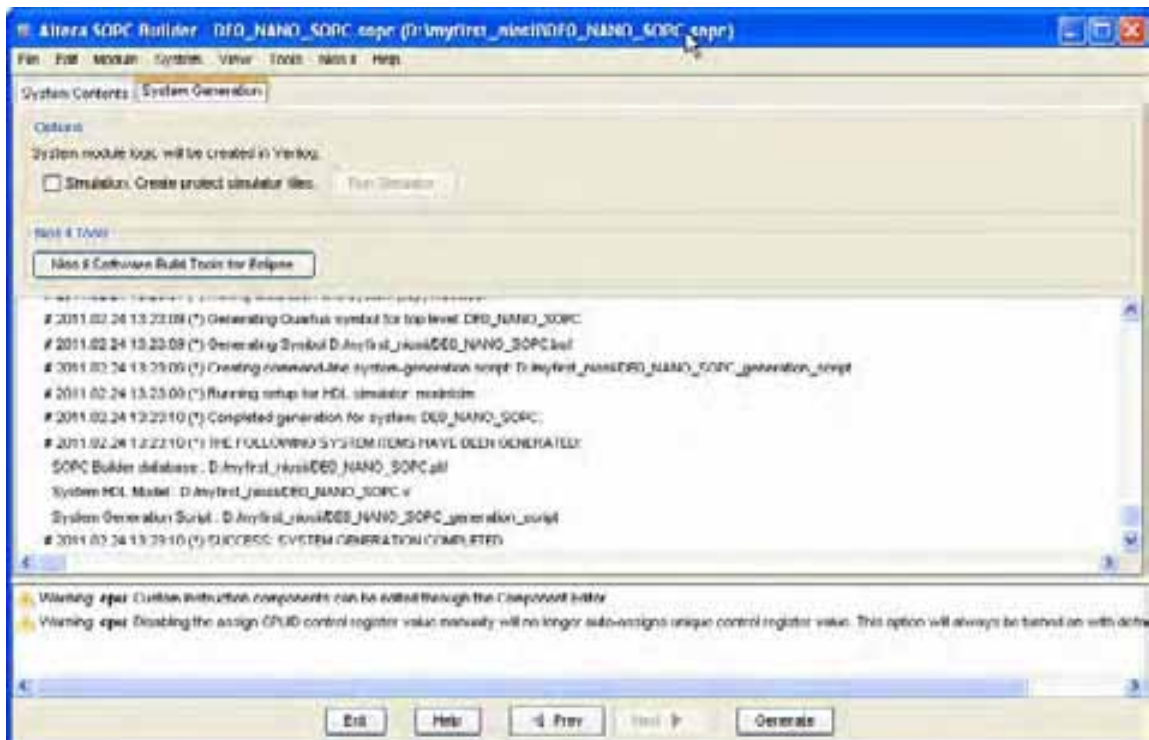 Altera SOPC Builder - DE0_NANO_SOPC.sopc (D:\myfirst_niosii\DE0_NANO_SOPC.sopc)
File Edit Module System View Tools Nios II Help
System Contents System Generation
Options
System module logic will be created in Verilog.
Simulation. Create project simulator files. Run Simulator
Nios II Tools
Nios II Software Build Tools for Eclipse
# 2011.02.24 13:23:09 (*) Generating Quartus symbol for top level: DE0_NANO_SOPC
# 2011.02.24 13:23:09 (*) Generating Symbol D:/myfirst_niosii/DE0_NANO_SOPC.bsf
# 2011.02.24 13:23:09 (*) Creating command-line system-generation script: D:/myfirst_niosii/DE0_NANO_SOPC_generation_script
# 2011.02.24 13:23:09 (*) Running setup for HDL simulator: modelsim
# 2011.02.24 13:23:10 (*) Completed generation for system: DE0_NANO_SOPC.
# 2011.02.24 13:23:10 (*) THE FOLLOWING SYSTEM ITEMS HAVE BEEN GENERATED:
SOPC Builder database : D:/myfirst_niosii/DE0_NANO_SOPC.ptf
System HDL Model : D:/myfirst_niosii/DE0_NANO_SOPC.v
System Generation Script : D:/myfirst_niosii/DE0_NANO_SOPC_generation_script
# 2011.02.24 13:23:10 (*) SUCCESS: SYSTEM GENERATION COMPLETED.
Warning: cpu: Custom instruction components can be edited through the Component Editor
Warning: cpu: Disabling the assign CPUID control register value manually will no longer auto-assigns unique control register value. This option will always be turned on with
Exit Help Prev Next Generate